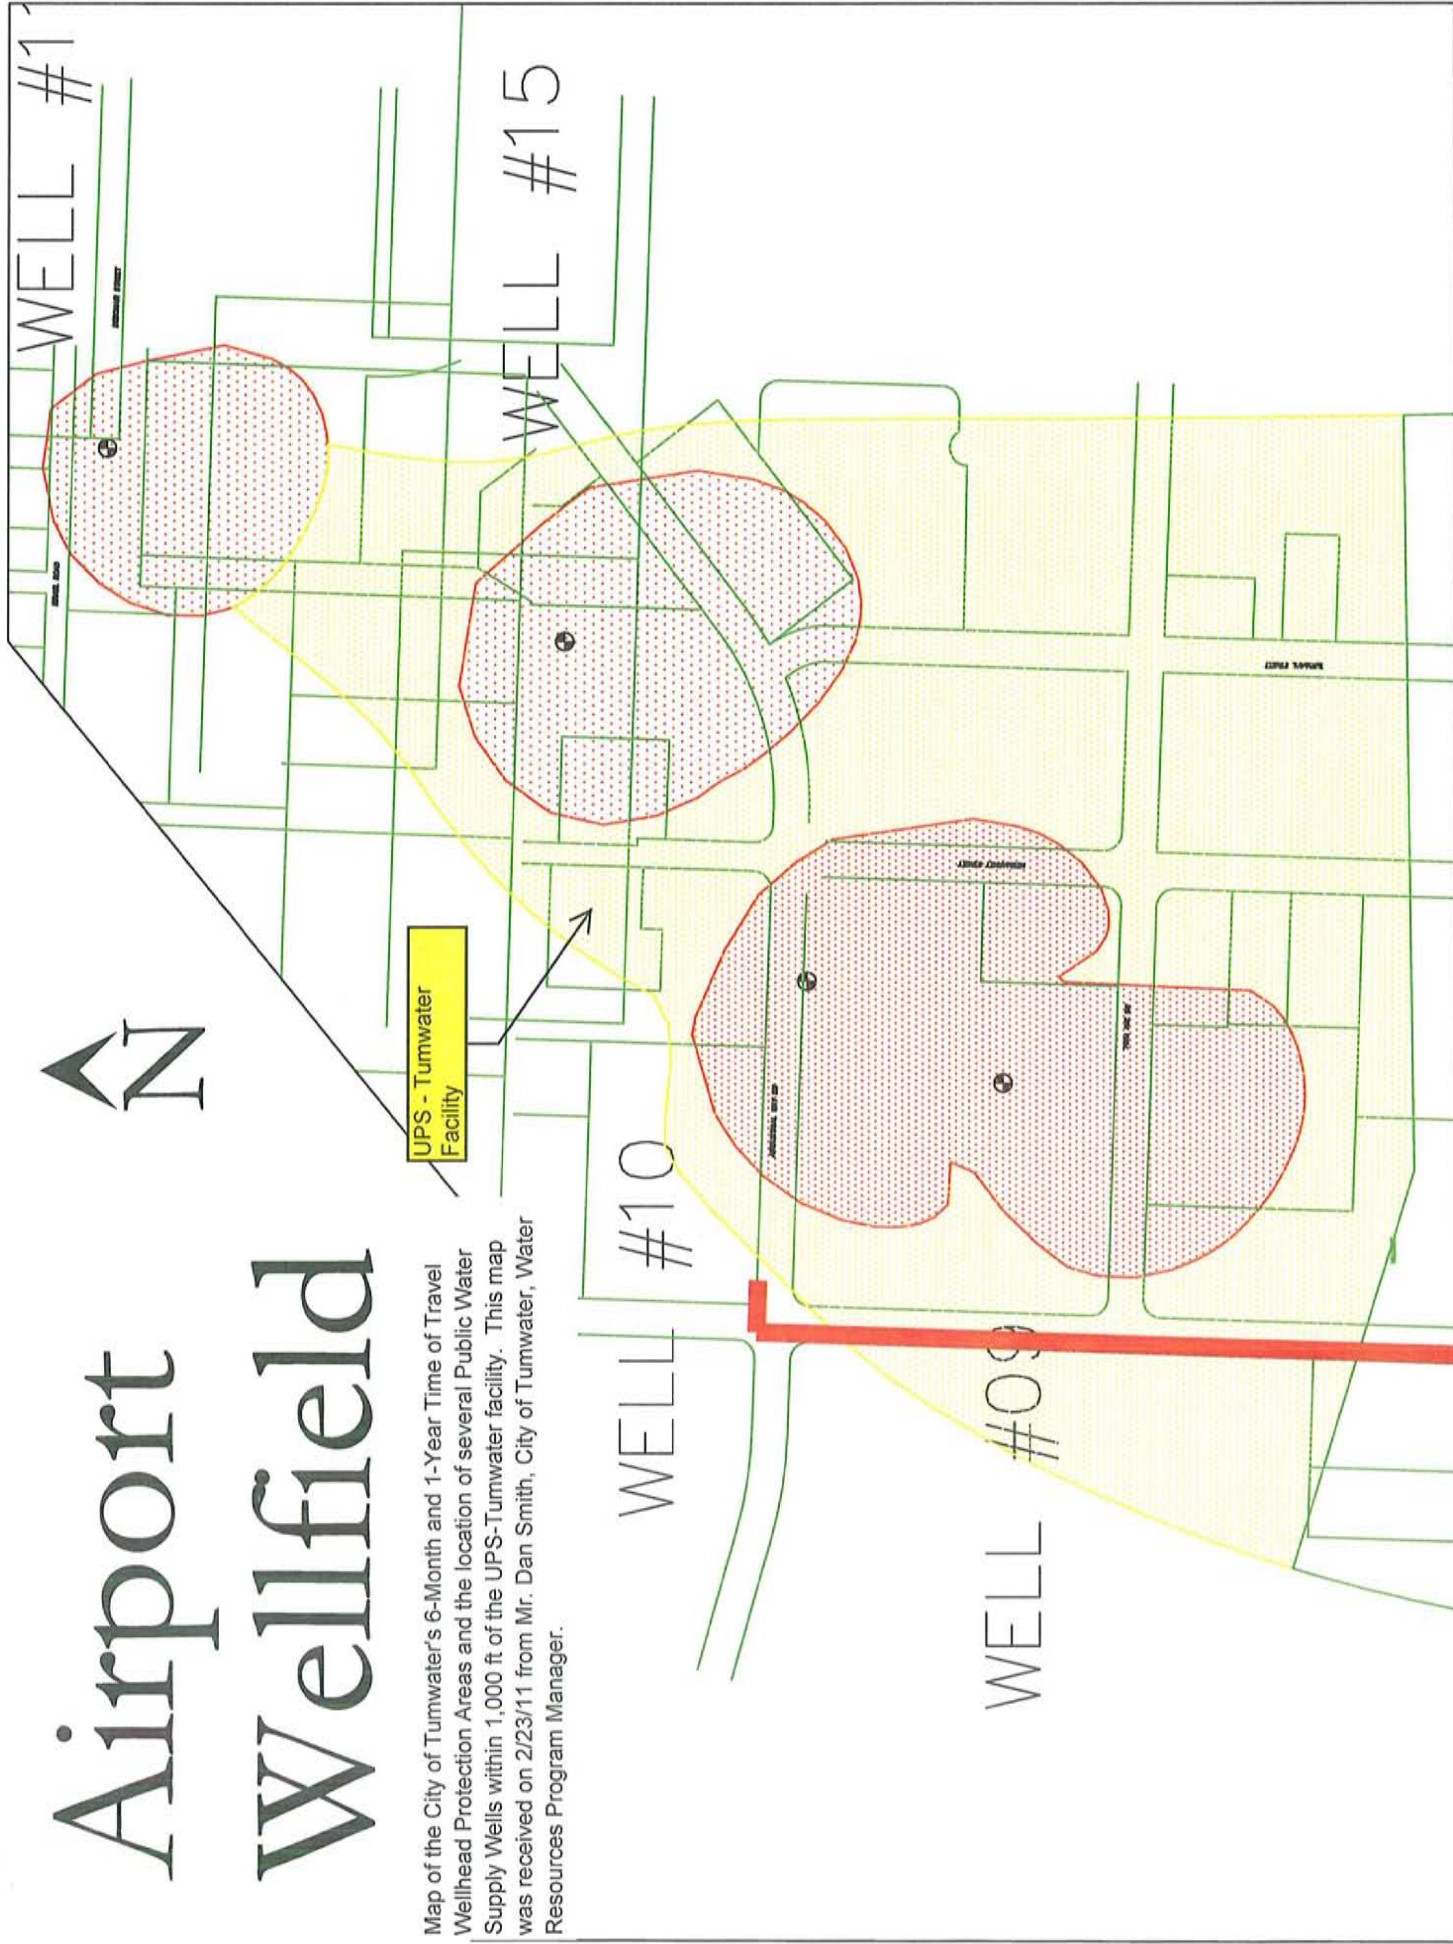 Airport
Wellfield
Map of the City of Tumwater's 6-Month and 1-Year Time of Travel
Wellhead Protection Areas and the location of several Public Water
Supply Wells within 1,000 ft of the UPS-Tumwater facility. This map
was received on 2/23/11 from Mr. Dan Smith, City of Tumwater, Water
Resources Program Manager.
N
UPS - Tumwater
Facility
WELL #1
WELL #15
WELL #10
WELL #09